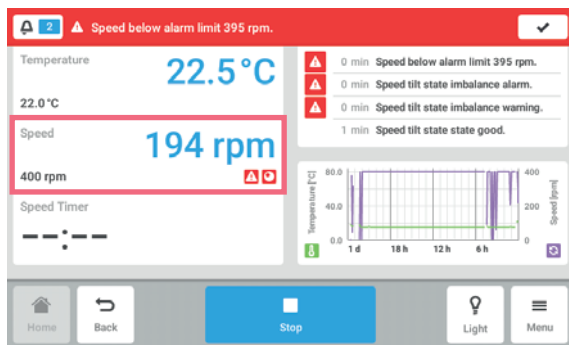 2
Speed below alarm limit 395 rpm.
Temperature
22.5°C
22.0°C
Speed
194 rpm
400 rpm
Speed Timer
--:--
0 min Speed below alarm limit 395 rpm.
0 min Speed tilt state imbalance alarm.
0 min Speed tilt state imbalance warning.
1 min Speed tilt state state good.
Temperature [°C]
80.0
40.0
0.0
1 d
18 h
12 h
6 h
400
200
0
Speed [rpm]
Home
Back
Stop
Light
Menu